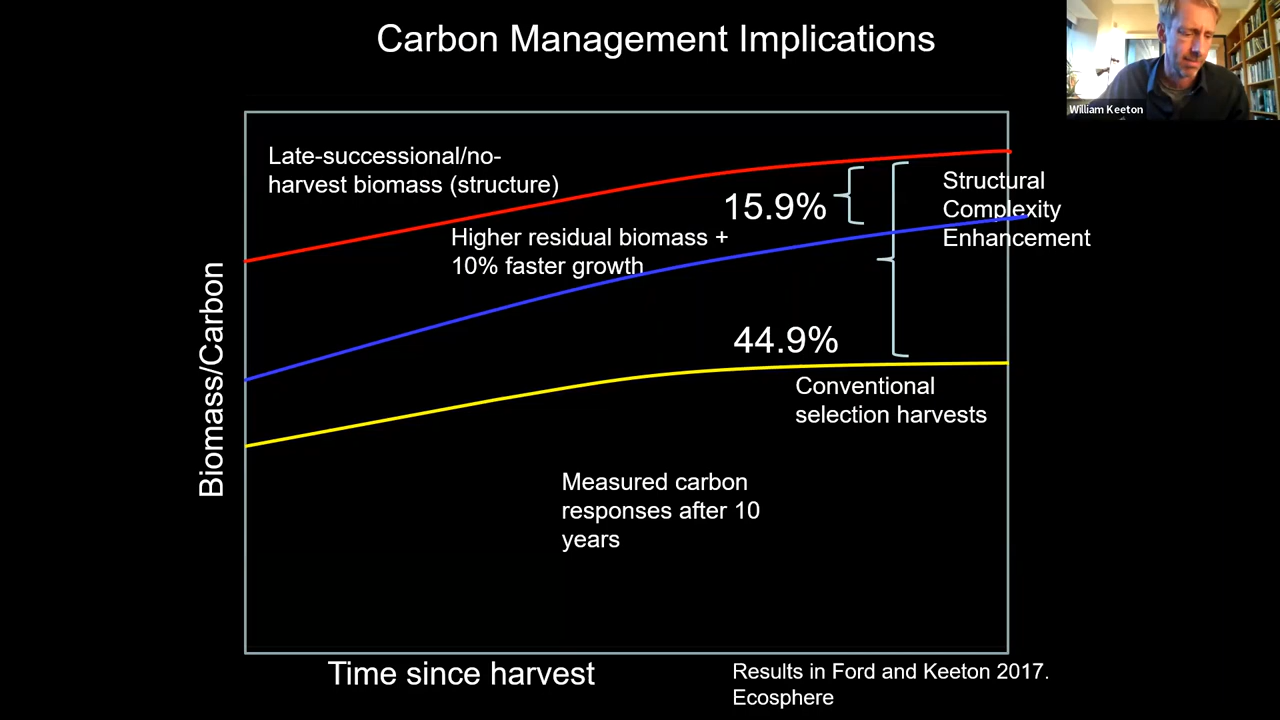 Carbon Management Implications
William Keeton
Late-successional/no-
harvest biomass (structure)
Structural
Complexity
Enhancement
15.9%
Higher residual biomass +
10% faster growth
44.9%
Conventional
selection harvests
Biomass/Carbon
Measured carbon
responses after 10
years
Time since harvest
Results in Ford and Keeton 2017.
Ecosphere